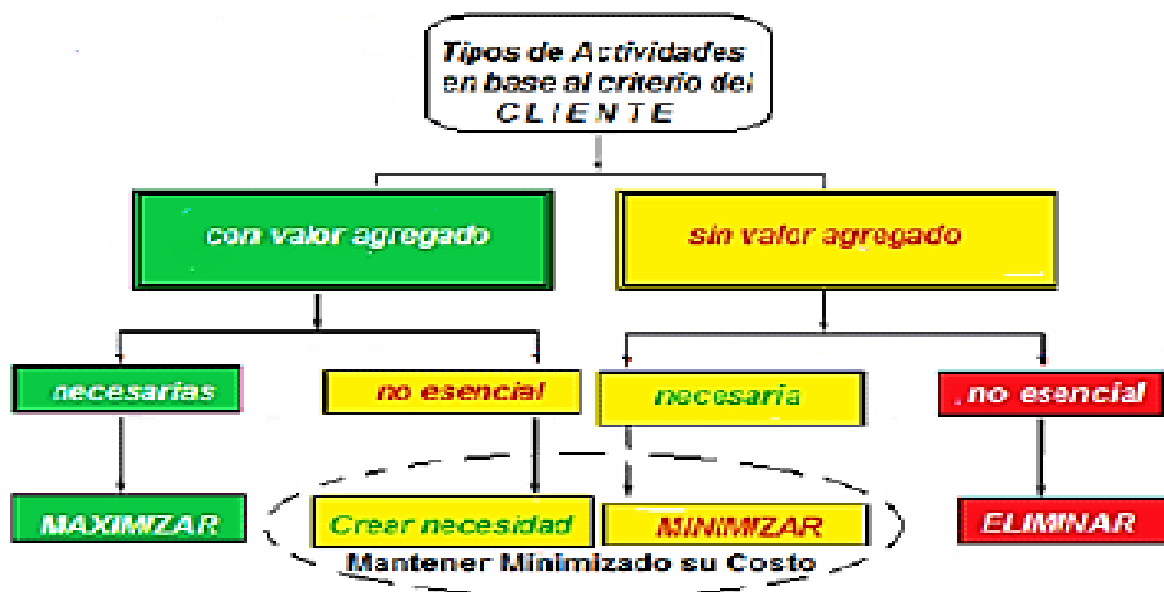 Tipos de Actividades
en base al criterio del
CLIENTE
con valor agregado
sin valor agregado
necesarias
no esencial
necesaria
no esencial
MAXIMIZAR
Crear necesidad
MINIMIZAR
ELIMINAR
Mantener Minimizado su Costo